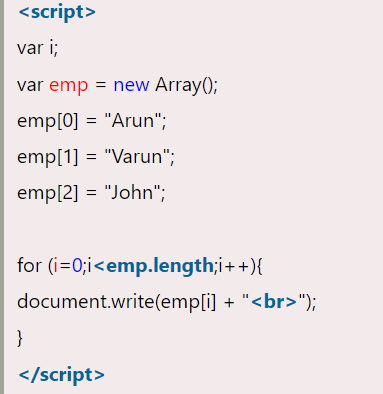 <script>
var i;
var emp = new Array();
emp[0] = "Arun";
emp[1] = "Varun";
emp[2] = "John";
for (i=0;i<emp.length;i++){
document.write(emp[i] + "<br>");
}
</script>